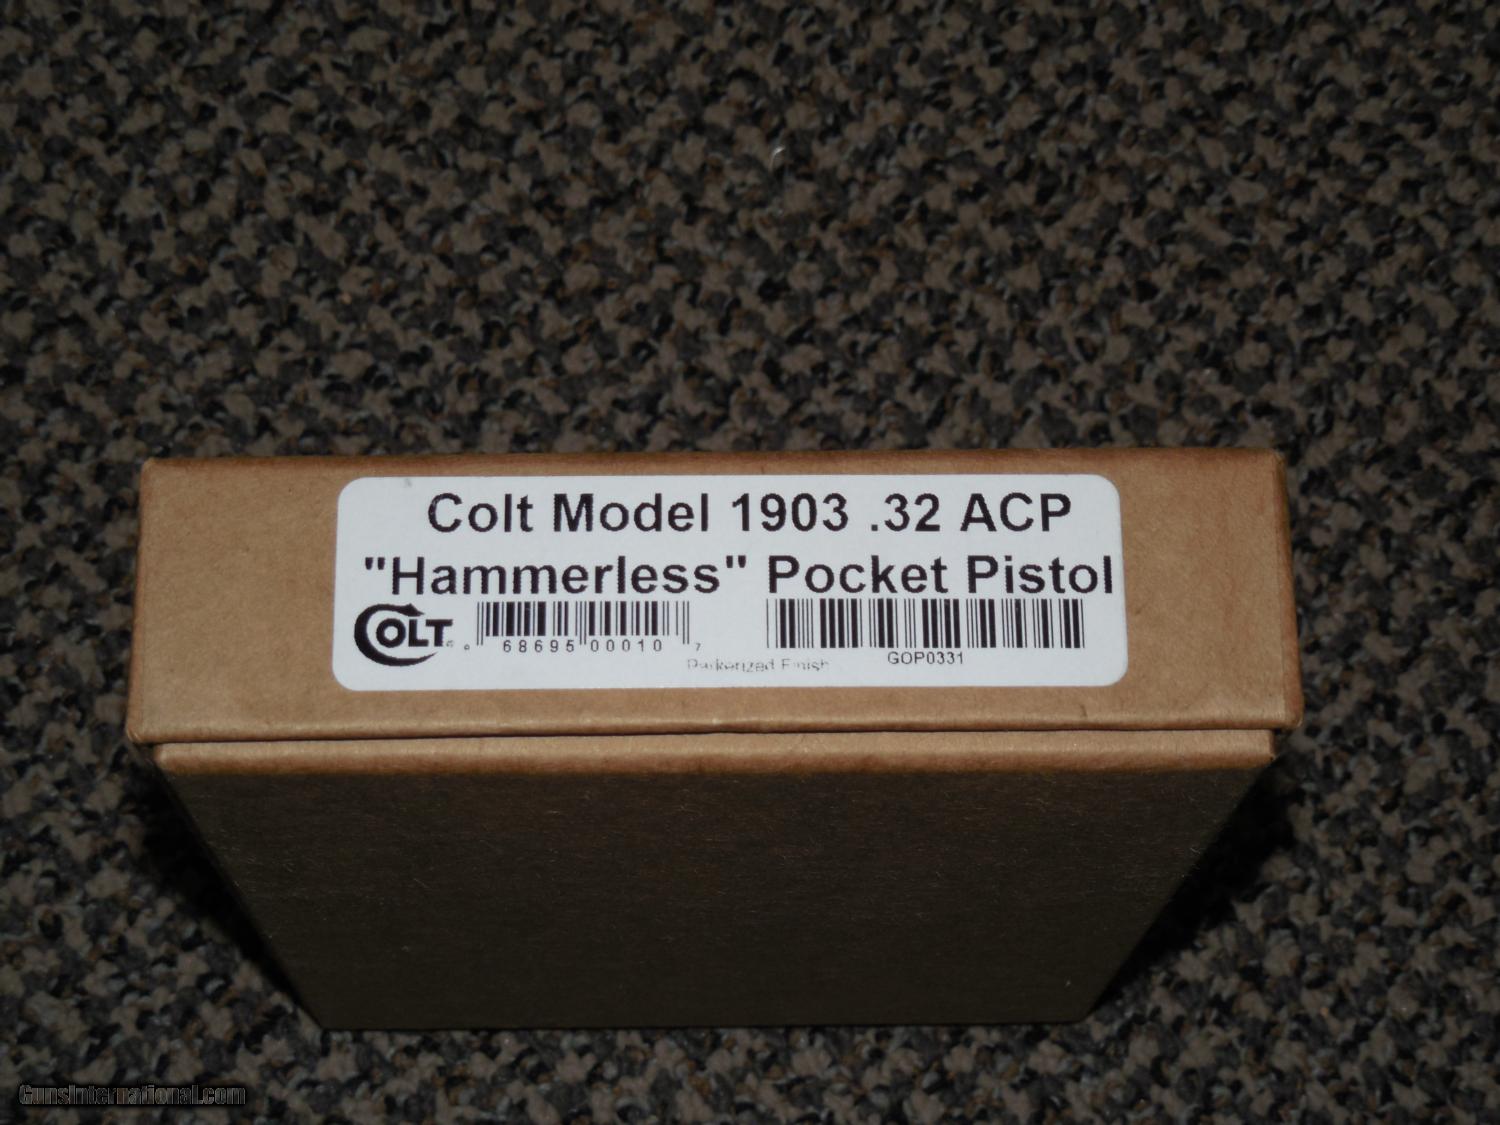 Colt Model 1903 .32 ACP
"Hammerless" Pocket Pistol
COLT
68695 00010 7
GOP0331
Parkerized Finish
GunsInternational.com